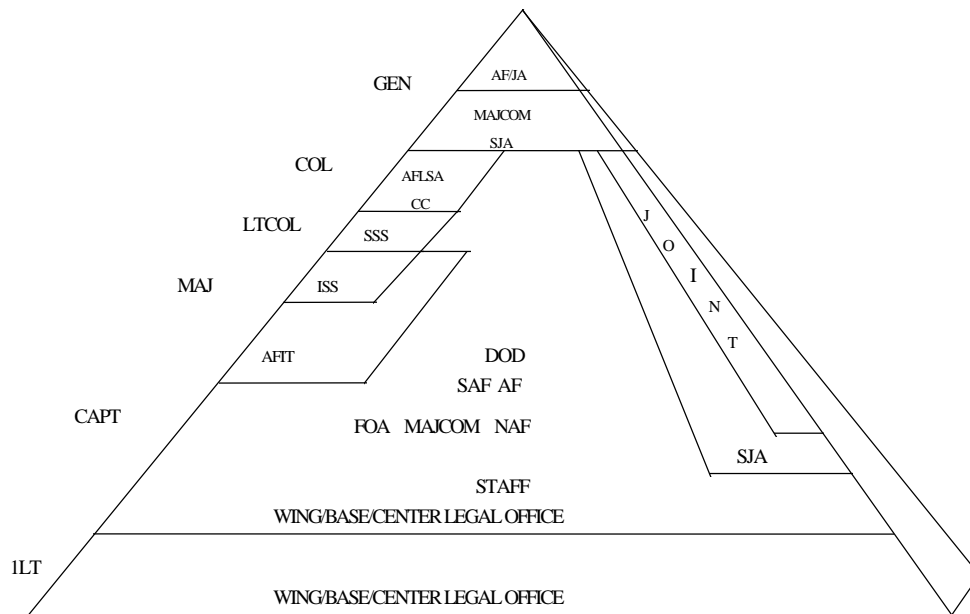 GEN
AF/JA
MAJCOM
SJA
COL
AFLSA
CC
LTCOL
SSS
MAJ
ISS
J
O
I
N
T
AFIT
DOD
SAF AF
CAPT
FOA MAJCOM NAF
SJA
STAFF
WING/BASE/CENTER LEGAL OFFICE
1LT
WING/BASE/CENTER LEGAL OFFICE